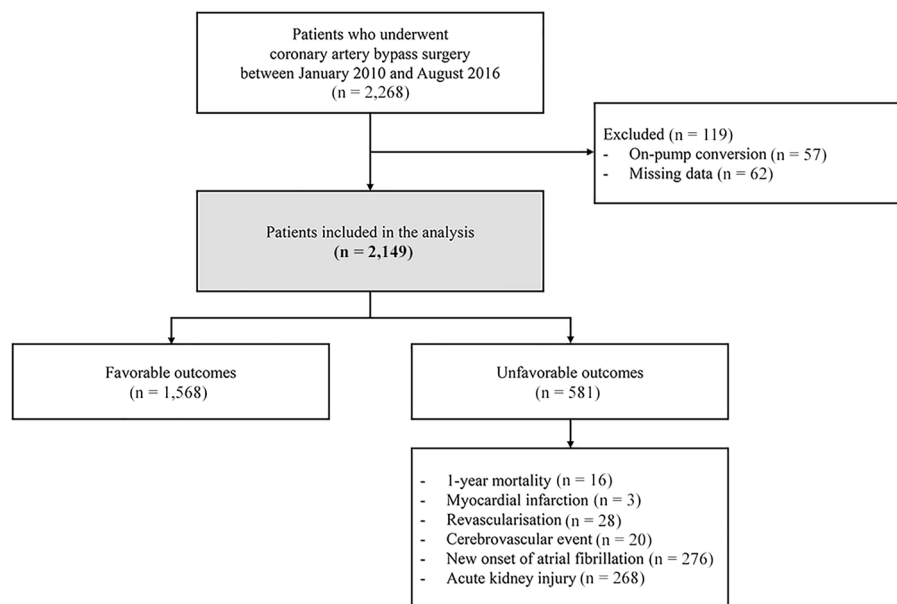 Patients who underwent
coronary artery bypass surgery
between January 2010 and August 2016
(n = 2,268)
Excluded (n = 119)
- On-pump conversion (n = 57)
- Missing data (n = 62)
Patients included in the analysis
(n = 2,149)
Favorable outcomes
(n = 1,568)
Unfavorable outcomes
(n = 581)
- 1-year mortality (n = 16)
- Myocardial infarction (n = 3)
- Revascularisation (n = 28)
- Cerebrovascular event (n = 20)
- New onset of atrial fibrillation (n = 276)
- Acute kidney injury (n = 268)